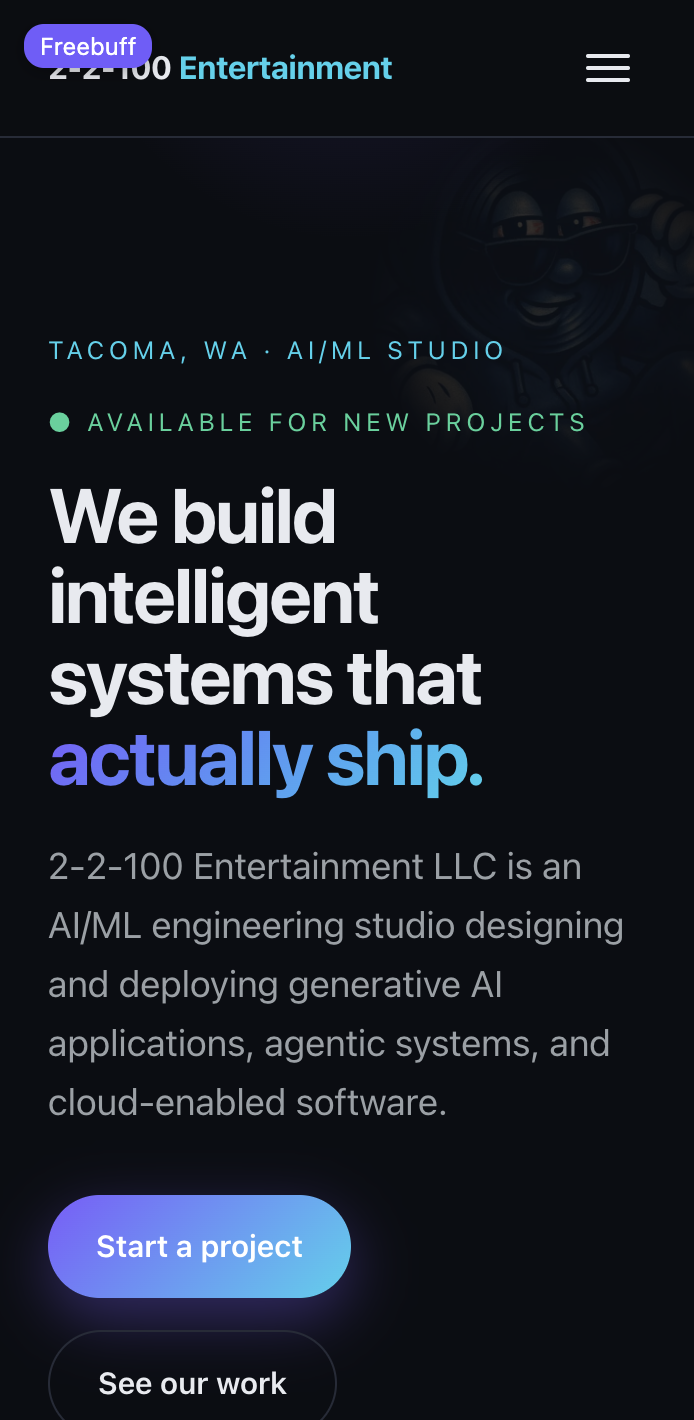 Freebuff
2-2-100 Entertainment
TACOMA, WA · AI/ML STUDIO
● AVAILABLE FOR NEW PROJECTS
We build
intelligent
systems that
actually ship.
2-2-100 Entertainment LLC is an
AI/ML engineering studio designing
and deploying generative AI
applications, agentic systems, and
cloud-enabled software.
Start a project
See our work